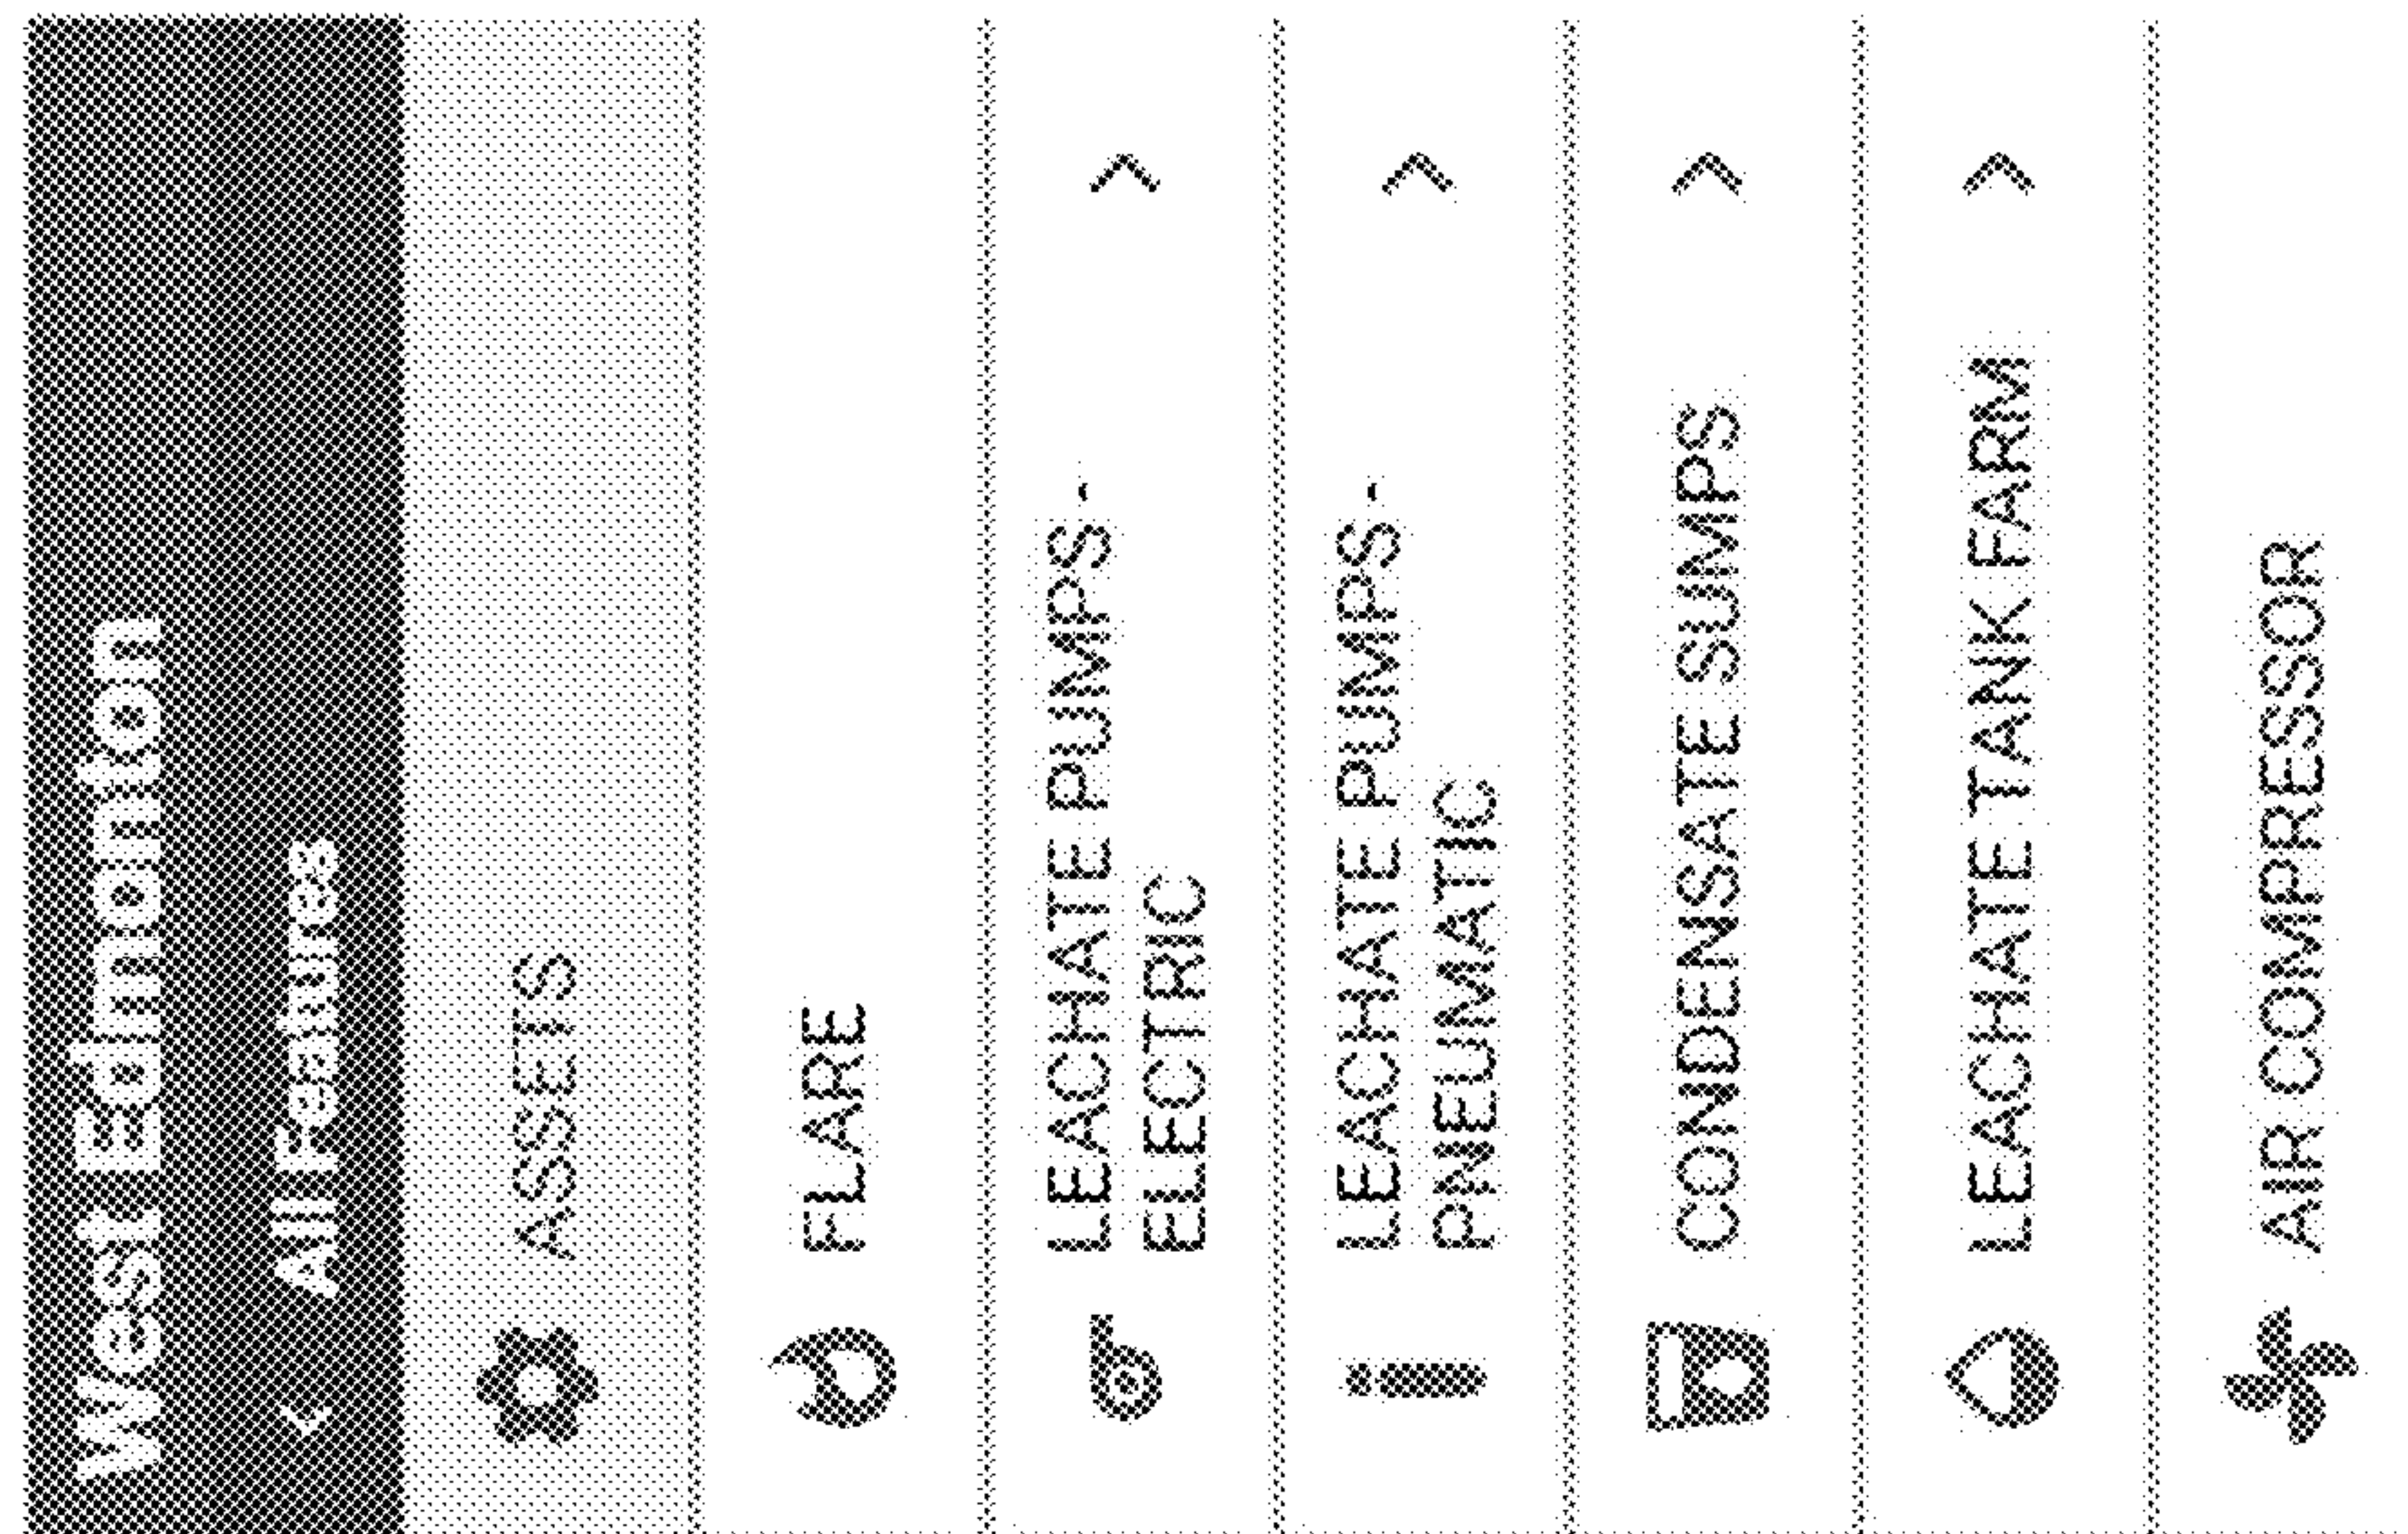 West Edmonton
< All Features
ASSETS
FLARE
LEACHATE PUMPS -
ELECTRIC
>
LEACHATE PUMPS -
PNEUMATIC
>
CONDENSATE SUMPS >
LEACHATE TANK FARM >
AIR COMPRESSOR